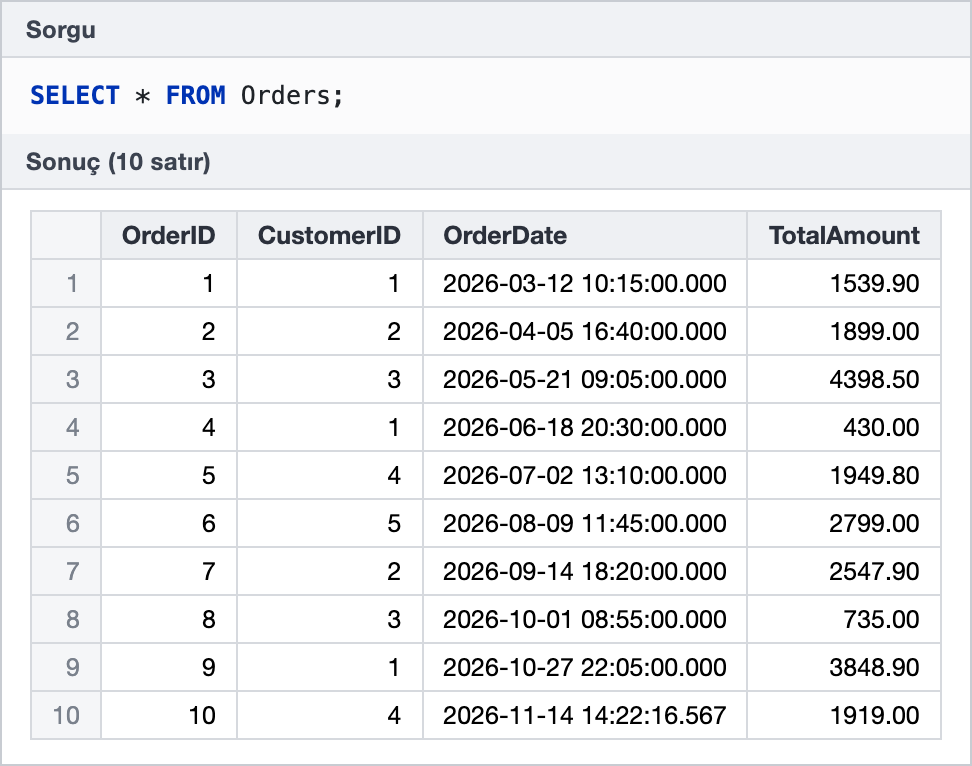 Sorgu
SELECT * FROM Orders;
Sonuç (10 satır)
OrderID CustomerID OrderDate TotalAmount
1 1 1 2026-03-12 10:15:00.000 1539.90
2 2 2 2026-04-05 16:40:00.000 1899.00
3 3 3 2026-05-21 09:05:00.000 4398.50
4 4 1 2026-06-18 20:30:00.000 430.00
5 5 4 2026-07-02 13:10:00.000 1949.80
6 6 5 2026-08-09 11:45:00.000 2799.00
7 7 2 2026-09-14 18:20:00.000 2547.90
8 8 3 2026-10-01 08:55:00.000 735.00
9 9 1 2026-10-27 22:05:00.000 3848.90
10 10 4 2026-11-14 14:22:16.567 1919.00